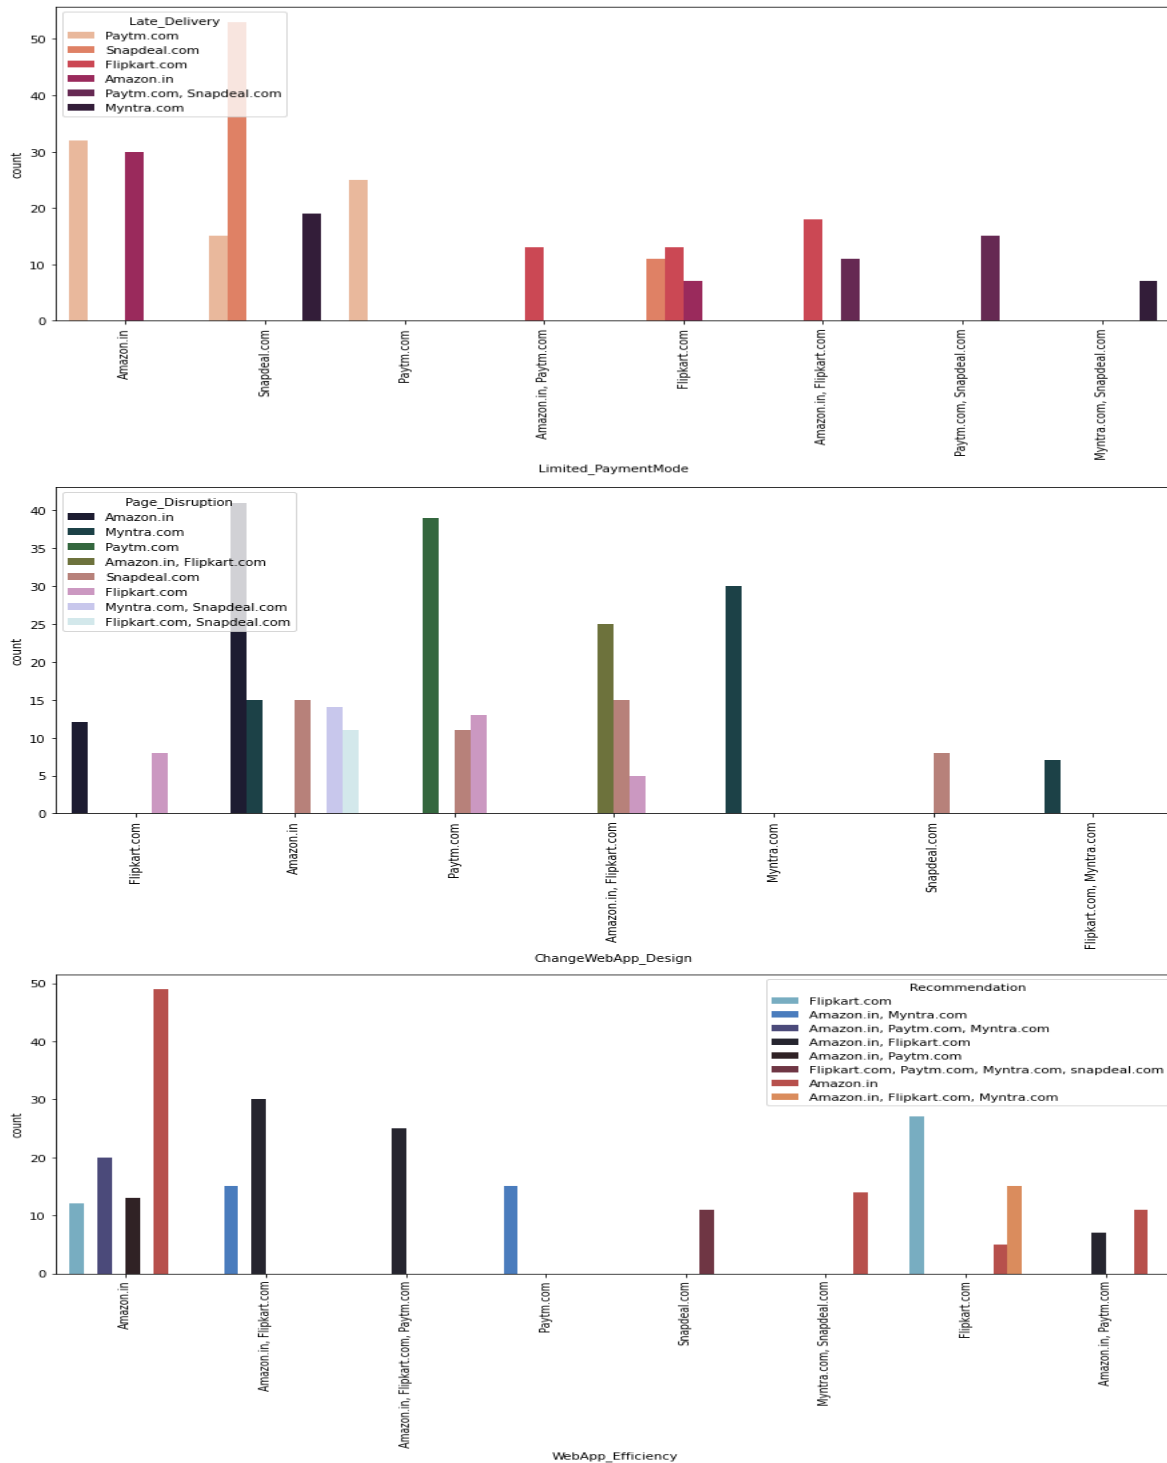 Late_Delivery
Paytm.com
Snapdeal.com
Flipkart.com
Amazon.in
Paytm.com, Snapdeal.com
Myntra.com
count
50
40
30
20
10
0
Amazon.in
Snapdeal.com
Paytm.com
Amazon.in, Paytm.com
Flipkart.com
Amazon.in, Flipkart.com
Paytm.com, Snapdeal.com
Myntra.com, Snapdeal.com
Limited_PaymentMode
Page_Disruption
Amazon.in
Myntra.com
Paytm.com
Amazon.in, Flipkart.com
Snapdeal.com
Flipkart.com
Myntra.com, Snapdeal.com
Flipkart.com, Snapdeal.com
count
40
35
30
25
20
15
10
5
0
Flipkart.com
Amazon.in
Paytm.com
Amazon.in, Flipkart.com
Myntra.com
Snapdeal.com
Flipkart.com, Myntra.com
ChangeWebApp_Design
Recommendation
Flipkart.com
Amazon.in, Myntra.com
Amazon.in, Paytm.com, Myntra.com
Amazon.in, Flipkart.com
Amazon.in, Paytm.com
Flipkart.com, Paytm.com, Myntra.com, snapdeal.com
Amazon.in
Amazon.in, Flipkart.com, Myntra.com
count
50
40
30
20
10
0
Amazon.in
Amazon.in, Flipkart.com
Amazon.in, Flipkart.com, Paytm.com
Paytm.com
Snapdeal.com
Myntra.com, Snapdeal.com
Flipkart.com
Amazon.in, Paytm.com
WebApp_Efficiency